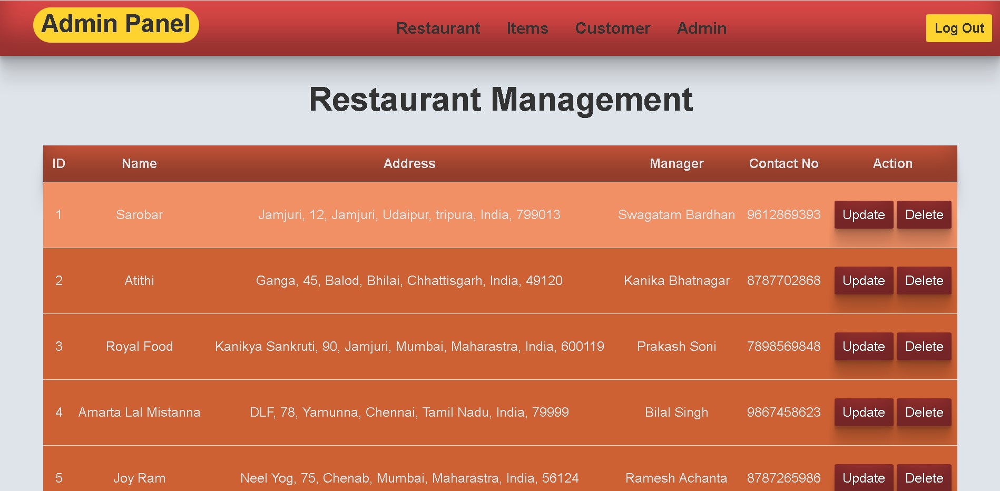 Admin Panel
Restaurant Items Customer Admin
Log Out
Restaurant Management
ID Name Address Manager Contact No Action
1 Sarobar Jamjuri, 12, Jamjuri, Udaipur, tripura, India, 799013 Swagatam Bardhan 9612869393 Update Delete
2 Atithi Ganga, 45, Balod, Bhilai, Chhattisgarh, India, 49120 Kanika Bhatnagar 8787702868 Update Delete
3 Royal Food Kanikya Sankruti, 90, Jamjuri, Mumbai, Maharastra, India, 600119 Prakash Soni 7898569848 Update Delete
4 Amarta Lal Mistanna DLF, 78, Yamunna, Chennai, Tamil Nadu, India, 79999 Bilal Singh 9867458623 Update Delete
5 Joy Ram Neel Yog, 75, Chenab, Mumbai, Maharastra, India, 56124 Ramesh Achanta 8787265986 Update Delete